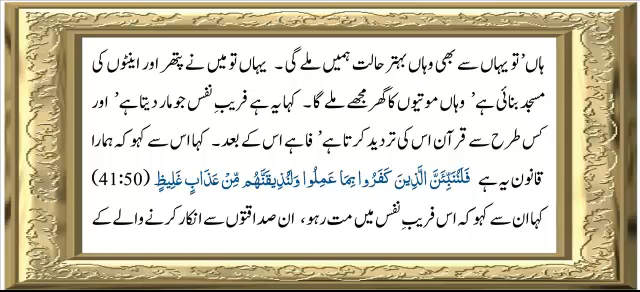 ہاں’ تو یہاں سے بھی وہاں بہتر حالت ہمیں ملے گی۔ یہاں تو میں نے پتھر اور اینٹوں کی
مسجد بنائی ہے’ وہاں موتیوں کا گھر مجھے ملے گا۔ کہا یہ ہے فریبِ نفس جو مار دیتا ہے’ اور
کس طرح سے قرآن اس کی تردید کرتا ہے’ فا ہے اس کے بعد۔ کہا اس سے کہو کہ ہمارا
قانون یہ ہے فَلَنُنَبِّئَنَّ الَّذِينَ كَفَرُوا بِمَا عَمِلُوا وَلَنُذِيقَنَّهُم مِّنْ عَذَابٍ غَلِيظٍ (41:50)
کہا ان سے کہو کہ اس فریبِ نفس میں مت رہو، ان صداقتوں سے انکار کرنے والے کے